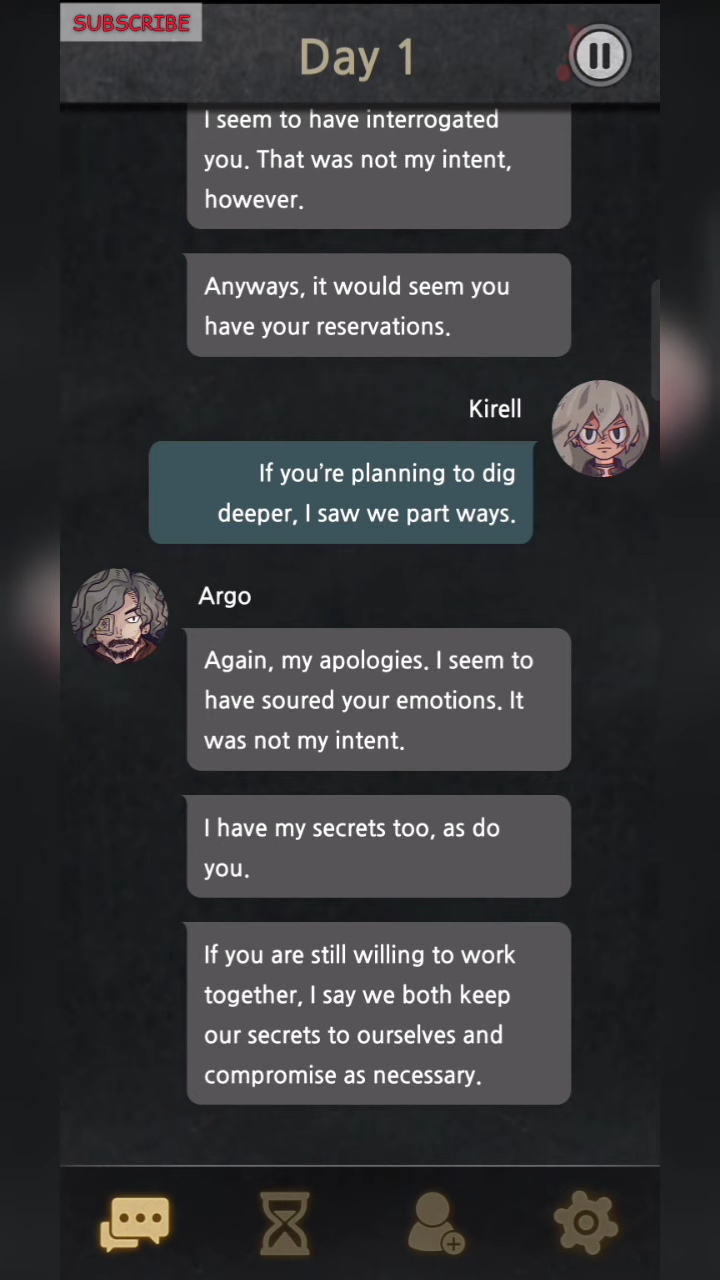 SUBSCRIBE
Day 1
I seem to have interrogated
you. That was not my intent,
however.
Anyways, it would seem you
have your reservations.
Kirell
If you're planning to dig
deeper, I saw we part ways.
Argo
Again, my apologies. I seem to
have soured your emotions. It
was not my intent.
I have my secrets too, as do
you.
If you are still willing to work
together, I say we both keep
our secrets to ourselves and
compromise as necessary.